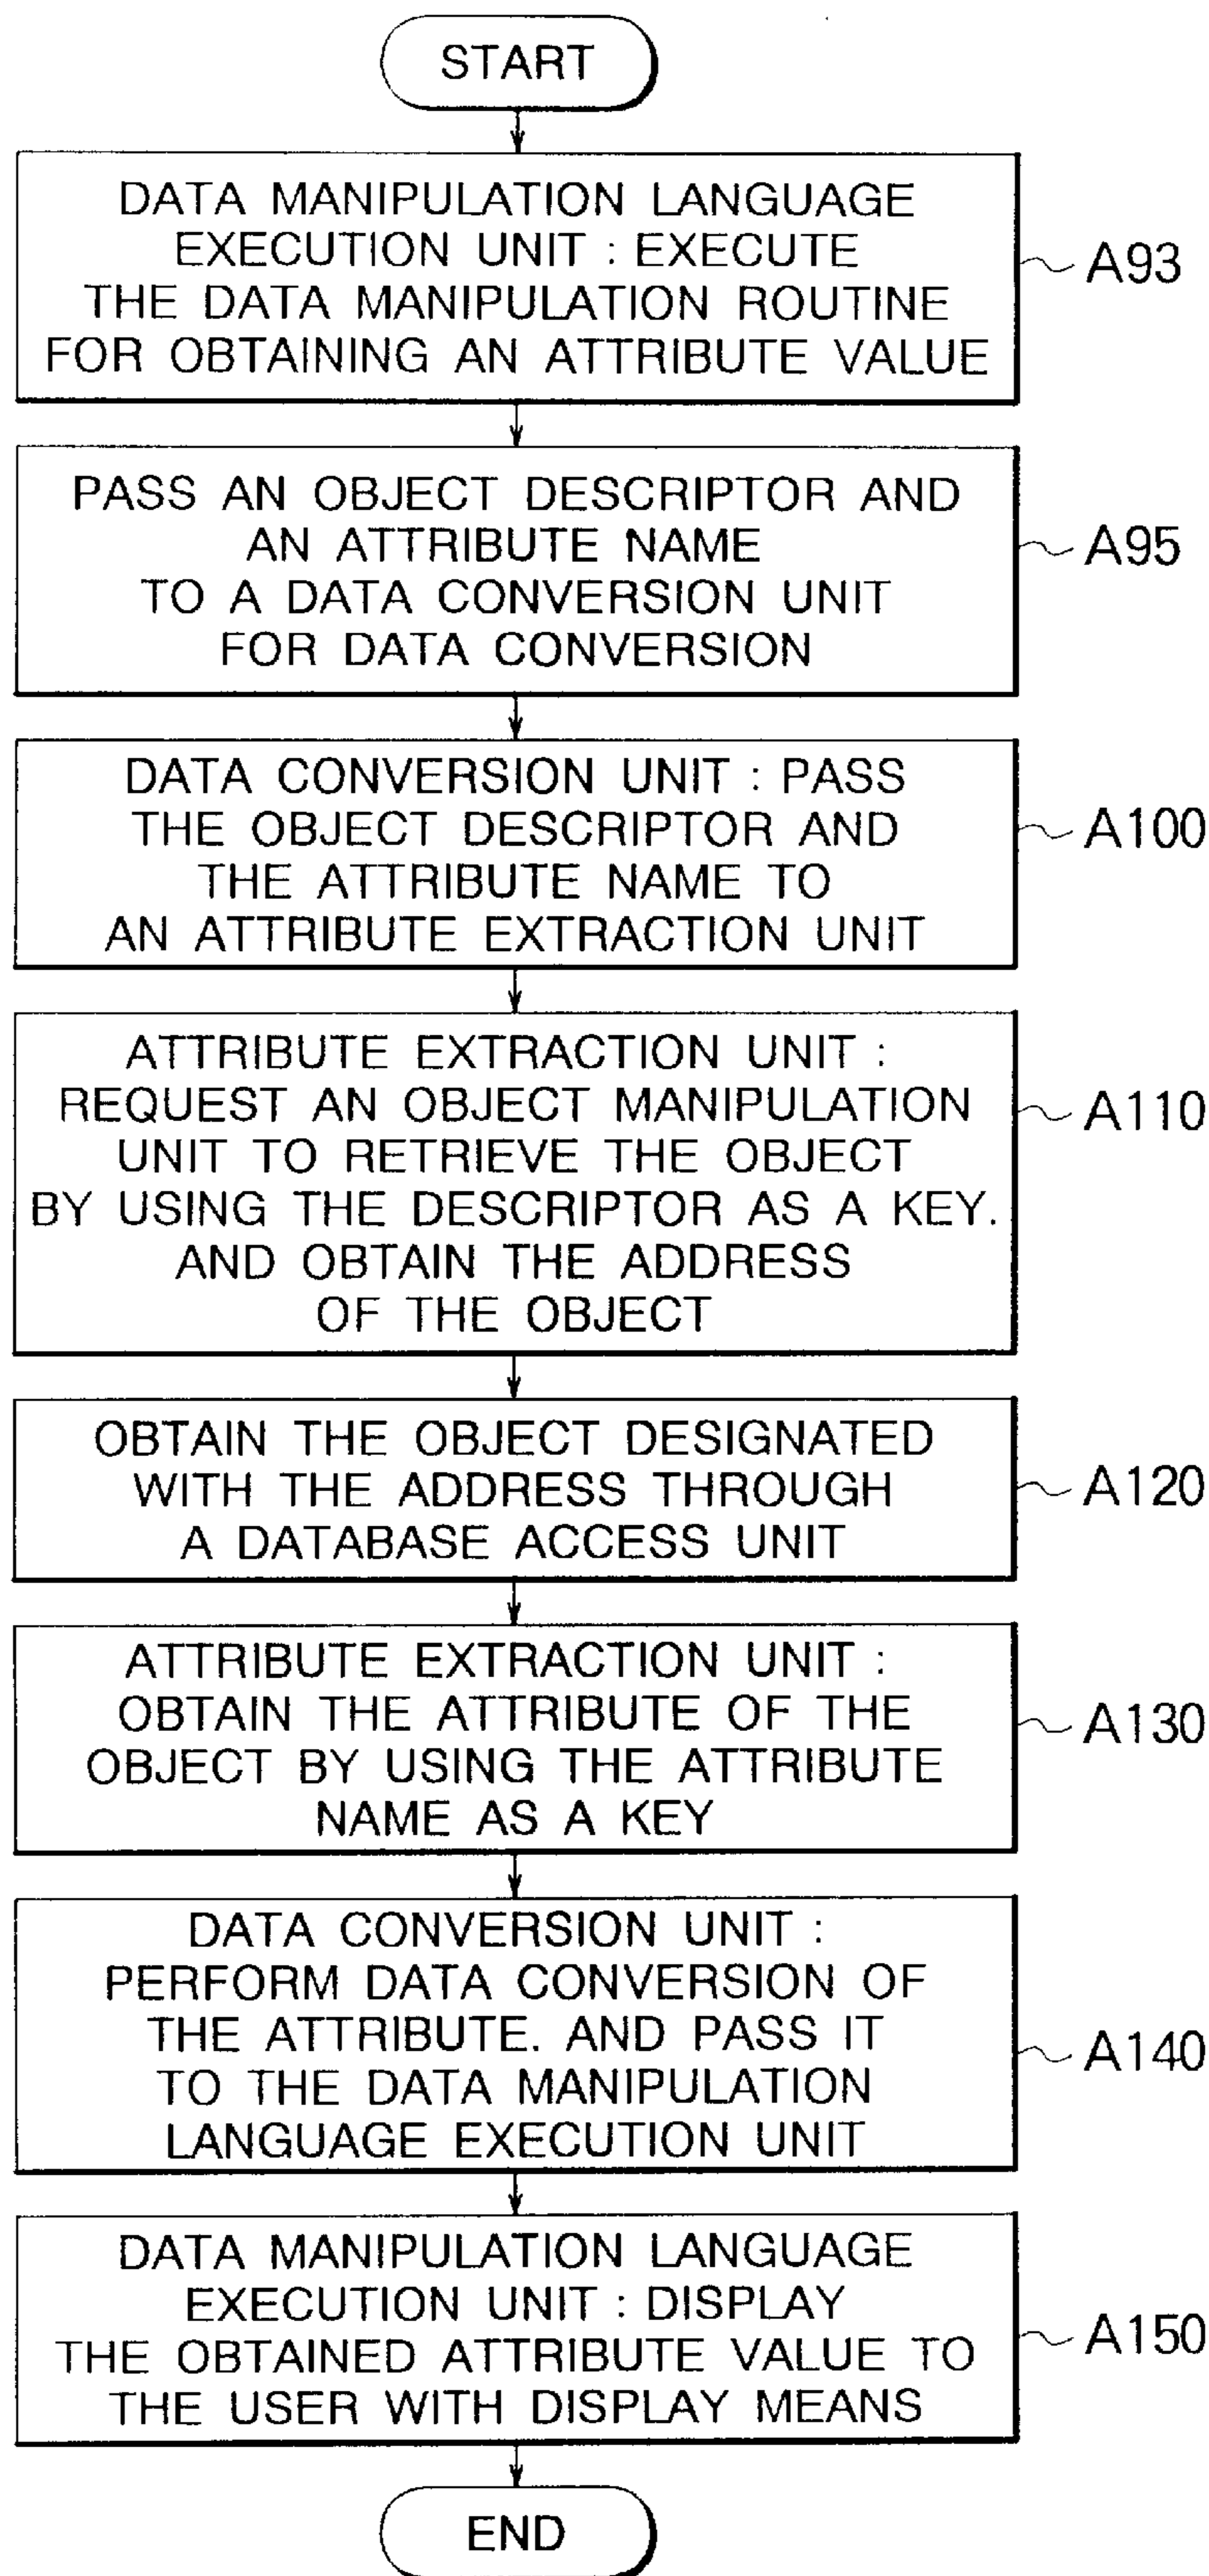 START
DATA MANIPULATION LANGUAGE
EXECUTION UNIT : EXECUTE
THE DATA MANIPULATION ROUTINE
FOR OBTAINING AN ATTRIBUTE VALUE
A93
PASS AN OBJECT DESCRIPTOR AND
AN ATTRIBUTE NAME
TO A DATA CONVERSION UNIT
FOR DATA CONVERSION
A95
DATA CONVERSION UNIT : PASS
THE OBJECT DESCRIPTOR AND
THE ATTRIBUTE NAME TO
AN ATTRIBUTE EXTRACTION UNIT
A100
ATTRIBUTE EXTRACTION UNIT :
REQUEST AN OBJECT MANIPULATION
UNIT TO RETRIEVE THE OBJECT
BY USING THE DESCRIPTOR AS A KEY.
AND OBTAIN THE ADDRESS
OF THE OBJECT
A110
OBTAIN THE OBJECT DESIGNATED
WITH THE ADDRESS THROUGH
A DATABASE ACCESS UNIT
A120
ATTRIBUTE EXTRACTION UNIT :
OBTAIN THE ATTRIBUTE OF THE
OBJECT BY USING THE ATTRIBUTE
NAME AS A KEY
A130
DATA CONVERSION UNIT :
PERFORM DATA CONVERSION OF
THE ATTRIBUTE. AND PASS IT
TO THE DATA MANIPULATION
LANGUAGE EXECUTION UNIT
A140
DATA MANIPULATION LANGUAGE
EXECUTION UNIT : DISPLAY
THE OBTAINED ATTRIBUTE VALUE TO
THE USER WITH DISPLAY MEANS
A150
END